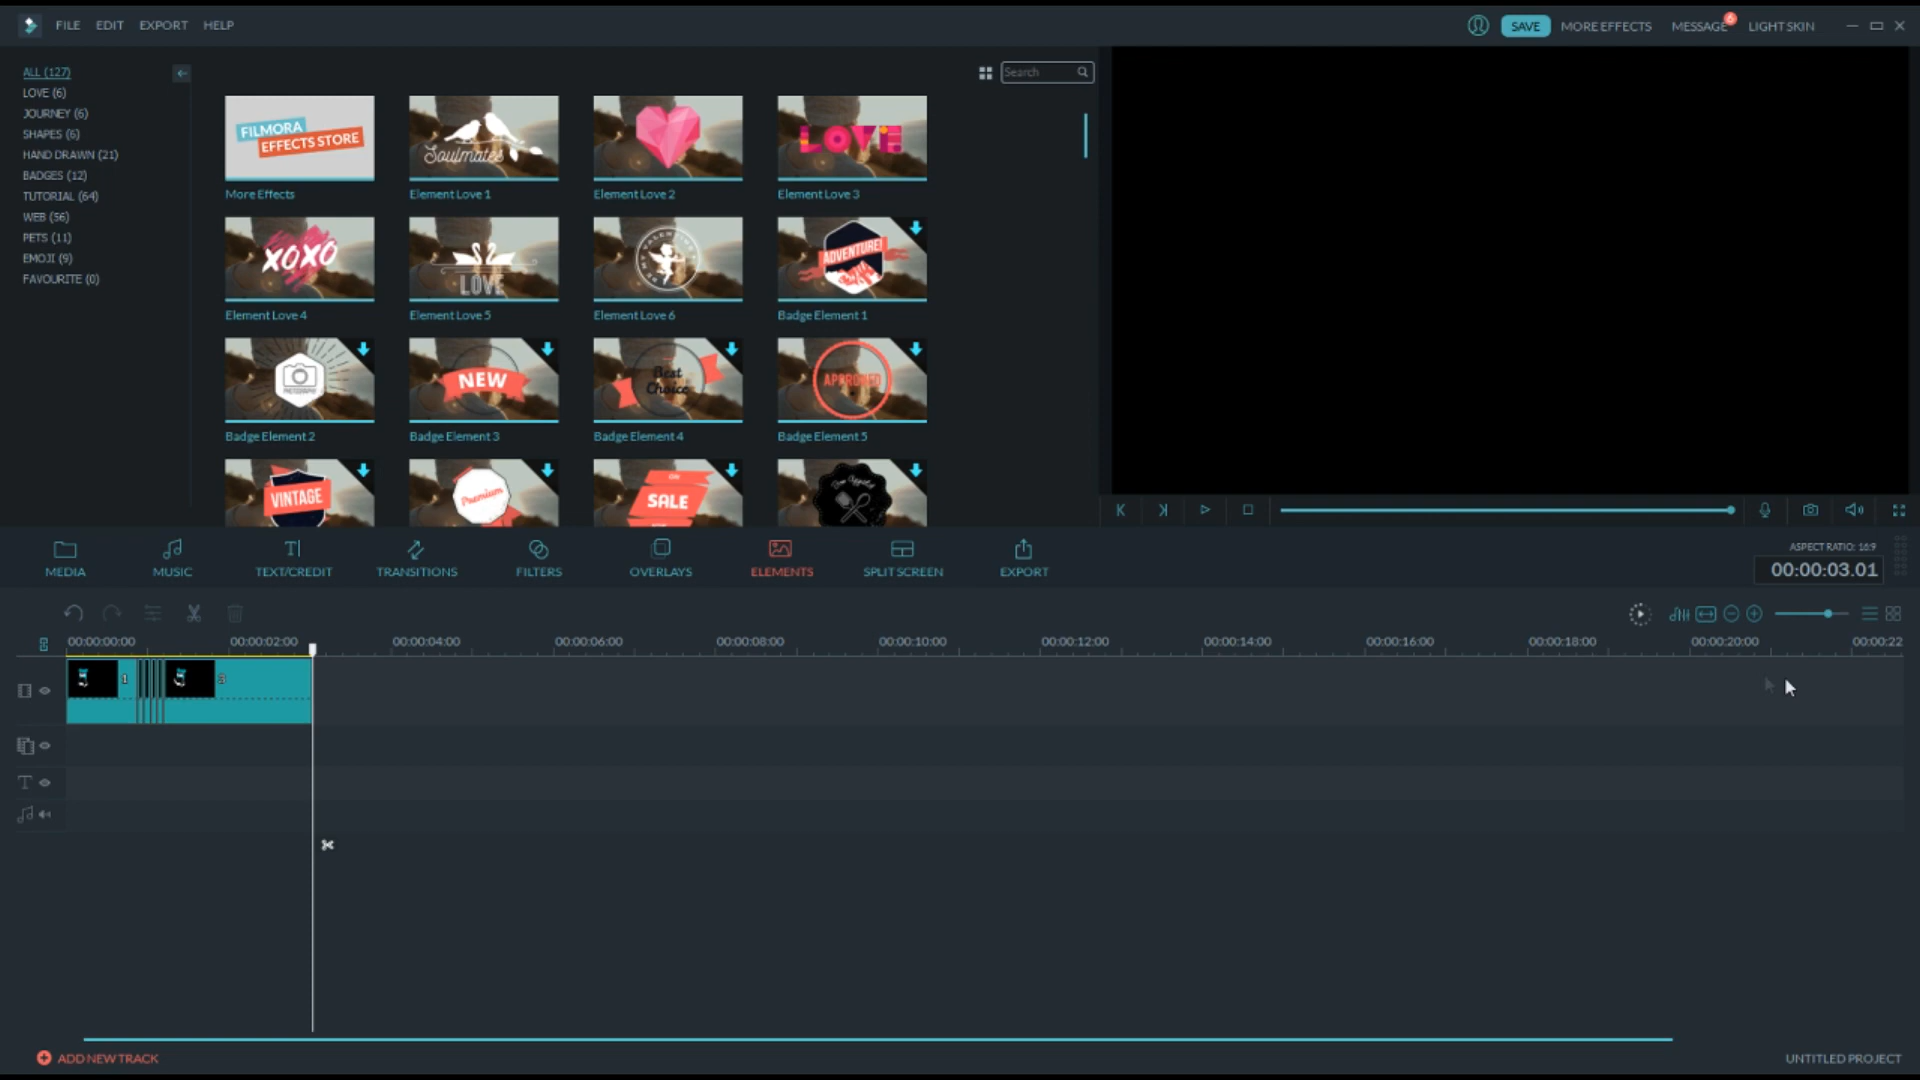 FILE EDIT EXPORT HELP
SAVE MORE EFFECTS MESSAGE 6 LIGHT SKIN
ALL (127)
LOVE (6)
JOURNEY (6)
SHAPES (6)
HAND DRAWN (21)
BADGES (12)
TUTORIAL (64)
WEB (56)
PETS (11)
EMOJI (9)
FAVOURITE (0)
Search
FILMORA
EFFECTS STORE
Soulmates
LOVE
More Effects Element Love 1 Element Love 2 Element Love 3
XOXO
LOVE
ADVENTURE!
Element Love 4 Element Love 5 Element Love 6 Badge Element 1
NEW
Best
Choice
APPROVED
Badge Element 2 Badge Element 3 Badge Element 4 Badge Element 5
VINTAGE
Premium
SALE
MEDIA MUSIC TEXT/CREDIT TRANSITIONS FILTERS OVERLAYS ELEMENTS SPLIT SCREEN EXPORT
ASPECT RATIO: 16:9
00:00:03.01
00:00:00:00 00:00:02:00 00:00:04:00 00:00:06:00 00:00:08:00 00:00:10:00 00:00:12:00 00:00:14:00 00:00:16:00 00:00:18:00 00:00:20:00 00:00:22
1 3
ADD NEW TRACK
UNTITLED PROJECT